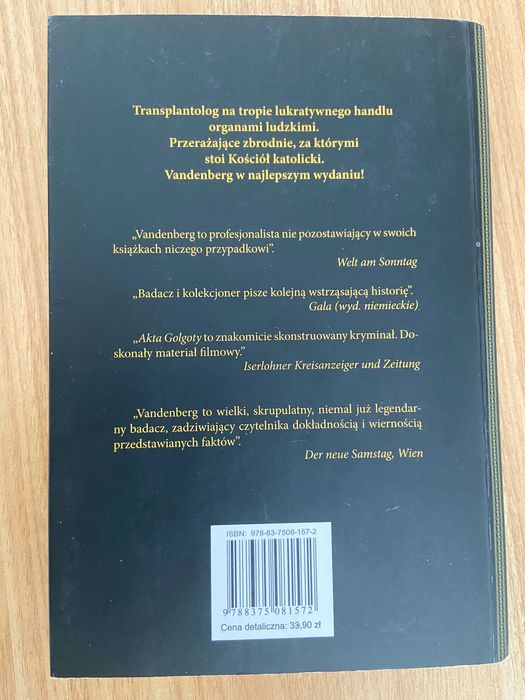 Transplantolog na tropie lukratywnego handlu
organami ludzkimi.
Przerażające zbrodnie, za którymi
stoi Kościół katolicki.
Vandenberg w najlepszym wydaniu!
„Vandenberg to profesjonalista nie pozostawiający w swoich
książkach niczego przypadkowi”.
Welt am Sonntag
„Badacz i kolekcjoner pisze kolejną wstrząsającą historię”.
Gala (wyd. niemieckie)
„Akta Golgoty to znakomicie skonstruowany kryminał. Do-
skonały materiał filmowy.”
Iserlohner Kreisanzeiger und Zeitung
„Vandenberg to wielki, skrupulatny, niemal już legendar-
ny badacz, zadziwiający czytelnika dokładnością i wiernością
przedstawianych faktów”.
Der neue Samstag, Wien
ISBN: 978-83-7508-157-2
9 788375 081572
Cena detaliczna: 33,90 zł